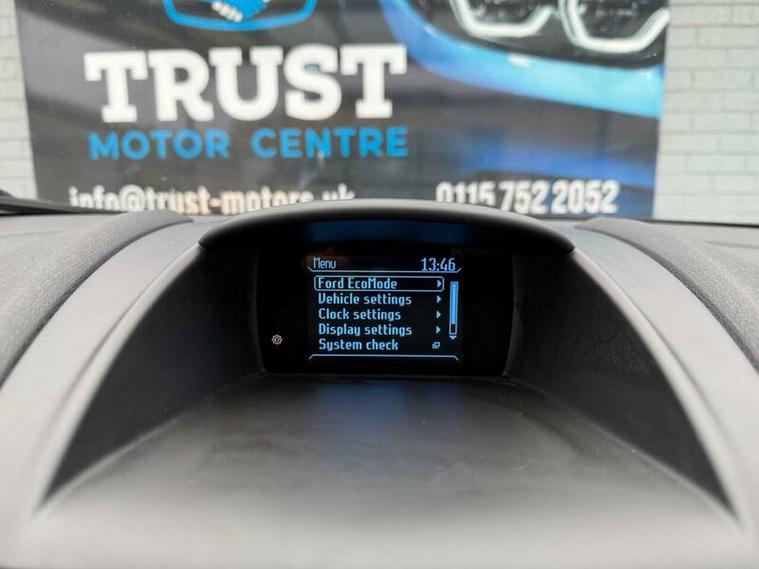 TRUST
MOTOR CENTRE
info@trust-motors.uk
0115 752 2052
Menu 13:46
Ford EcoMode
Vehicle settings
Clock settings
Display settings
System check